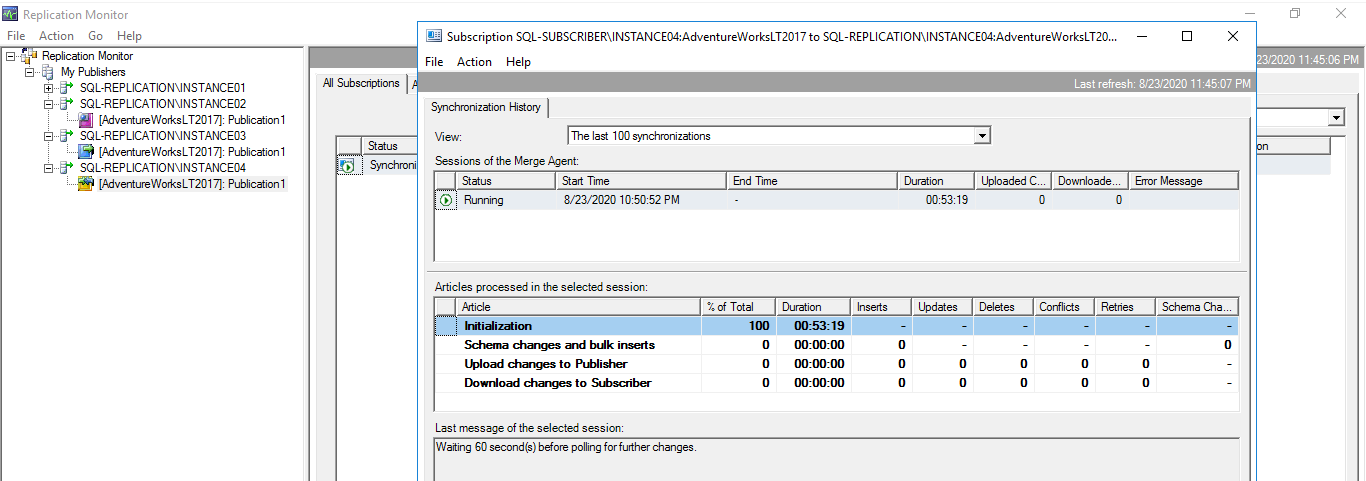 Replication Monitor
File Action Go Help
Replication Monitor
My Publishers
SQL-REPLICATION\INSTANCE01
SQL-REPLICATION\INSTANCE02
[AdventureWorksLT2017]: Publication1
SQL-REPLICATION\INSTANCE03
[AdventureWorksLT2017]: Publication1
SQL-REPLICATION\INSTANCE04
[AdventureWorksLT2017]: Publication1
23/2020 11:45:06 PM
All Subscriptions A
Status on
Synchroni
Subscription SQL-SUBSCRIBER\INSTANCE04:AdventureWorksLT2017 to SQL-REPLICATION\INSTANCE04:AdventureWorksLT20...
File Action Help
Last refresh: 8/23/2020 11:45:07 PM
Synchronization History
View: The last 100 synchronizations
Sessions of the Merge Agent:
Status Start Time End Time Duration Uploaded C... Downloade... Error Message
Running 8/23/2020 10:50:52 PM - 00:53:19 0 0
Articles processed in the selected session:
Article % of Total Duration Inserts Updates Deletes Conflicts Retries Schema Cha...
Initialization 100 00:53:19 - - - - - -
Schema changes and bulk inserts 0 00:00:00 0 - - - - 0
Upload changes to Publisher 0 00:00:00 0 0 0 0 0 -
Download changes to Subscriber 0 00:00:00 0 0 0 0 0 -
Last message of the selected session:
Waiting 60 second(s) before polling for further changes.